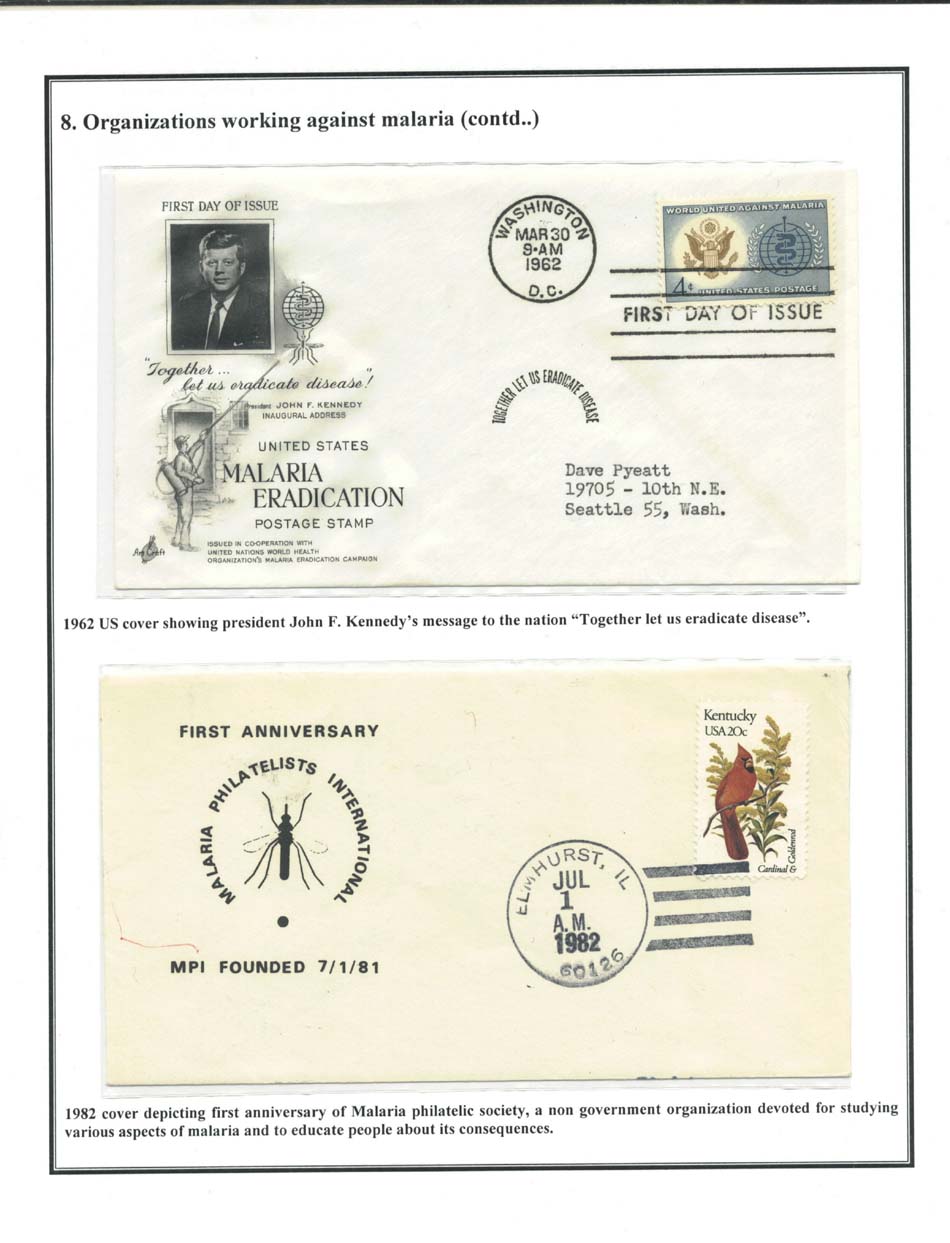 8. Organizations working against malaria (contd..)
FIRST DAY OF ISSUE
"Together ...
let us eradicate disease!"
President JOHN F. KENNEDY
INAUGURAL ADDRESS
UNITED STATES
MALARIA
ERADICATION
POSTAGE STAMP
ISSUED IN CO-OPERATION WITH
UNITED NATIONS WORLD HEALTH
ORGANIZATION'S MALARIA ERADICATION CAMPAIGN
Art Craft
WASHINGTON
MAR 30
9-AM
1962
D.C.
WORLD UNITED AGAINST MALARIA
4¢ UNITED STATES POSTAGE
FIRST DAY OF ISSUE
TOGETHER LET US ERADICATE DISEASE
Dave Pyeatt
19705 - 10th N.E.
Seattle 55, Wash.
1962 US cover showing president John F. Kennedy's message to the nation "Together let us eradicate disease".
FIRST ANNIVERSARY
MALARIA PHILATELISTS INTERNATIONAL
MPI FOUNDED 7/1/81
Kentucky
USA 20c
Cardinal &
Goldenrod
ELMHURST, IL
JUL
1
A.M.
1982
60126
1982 cover depicting first anniversary of Malaria philatelic society, a non government organization devoted for studying
various aspects of malaria and to educate people about its consequences.